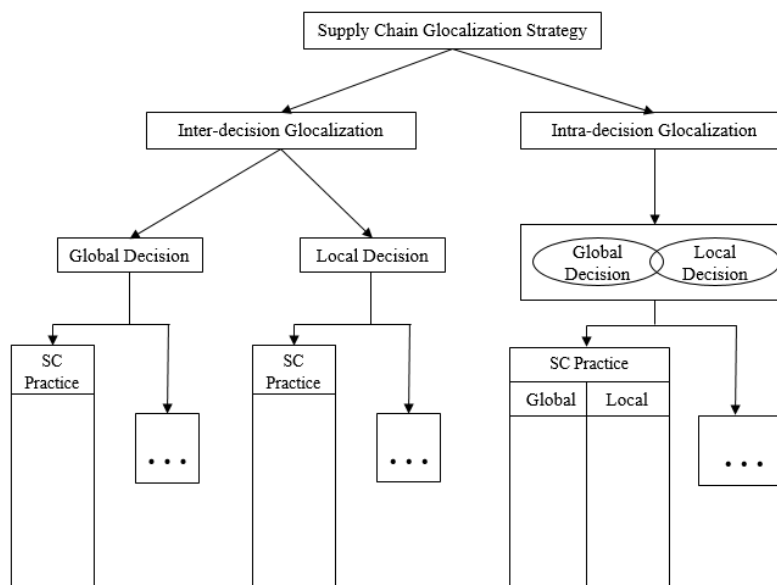 Supply Chain Glocalization Strategy
Inter-decision Glocalization
Intra-decision Glocalization
Global Decision
Local Decision
Global
Decision
Local
Decision
SC
Practice
...
SC
Practice
...
SC Practice
Global
Local
...